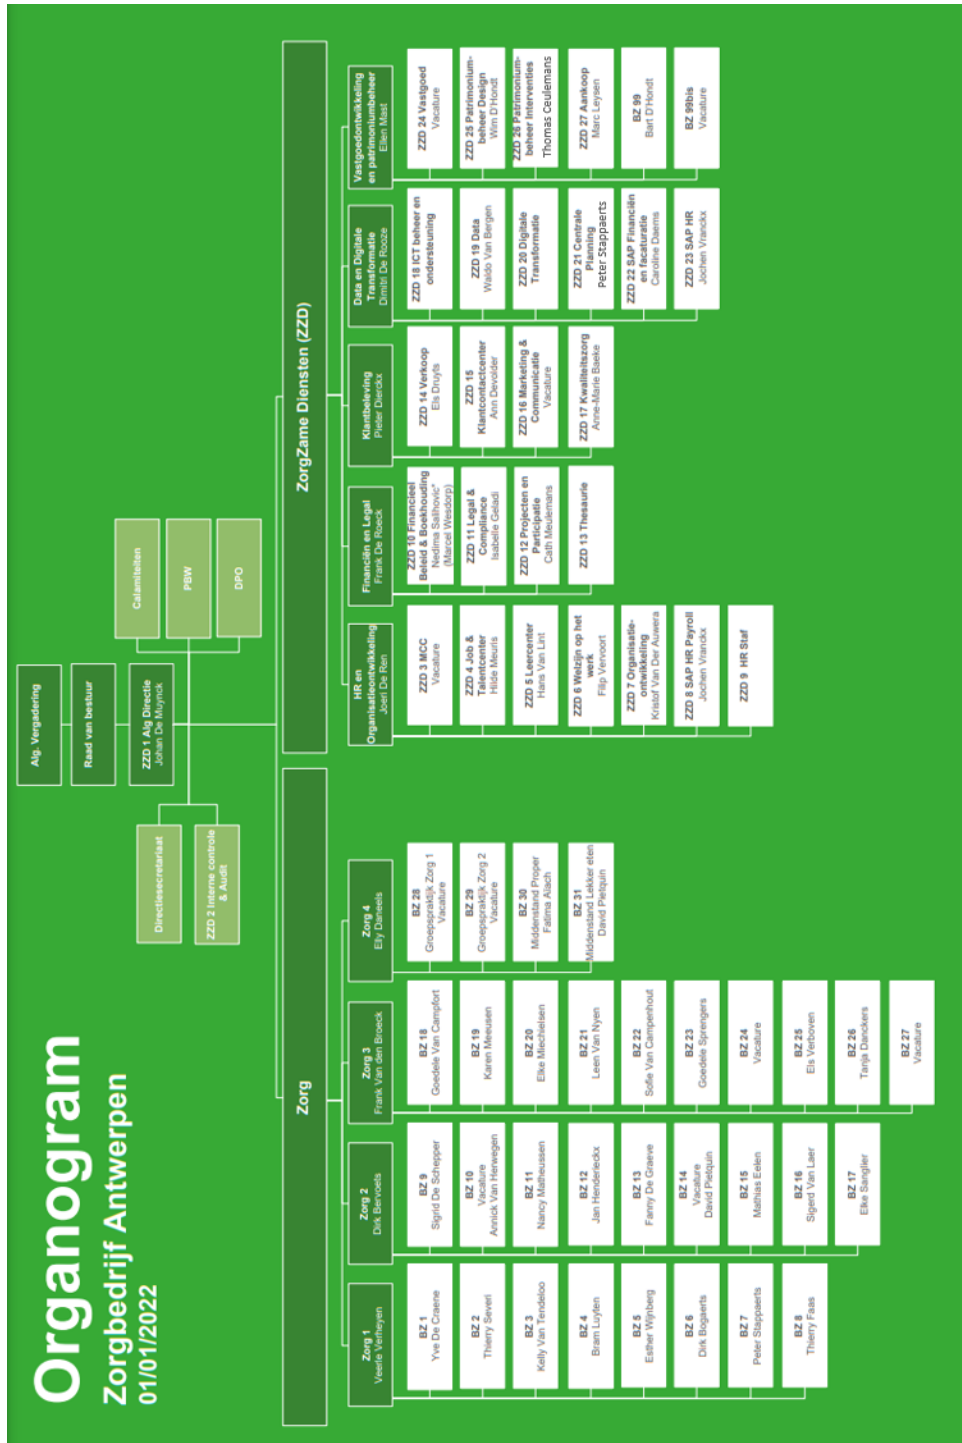 Organogram
Zorgbedrijf Antwerpen
01/01/2022
Alg. Vergadering
Raad van bestuur
ZZD 1 Alg Directie
Johan De Muynck
Directiesecretariaat
ZZD 2 Interne controle
& Audit
Calamiteiten
PBW
DPO
Zorg
Zorg 1
Veerle Verheyen
BZ 1
Yve De Craene
BZ 2
Thierry Severi
BZ 3
Kelly Van Tendeloo
BZ 4
Bram Luyten
BZ 5
Esther Wijnberg
BZ 6
Dirk Bogaerts
BZ 7
Peter Stappaerts
BZ 8
Thierry Faas
Zorg 2
Dirk Bervoets
BZ 9
Sigrid De Schepper
BZ 10
Vacature
Annick Van Herwegen
BZ 11
Nancy Matheussen
BZ 12
Jan Henderieckx
BZ 13
Fanny De Graeve
BZ 14
Vacature
David Pletquin
BZ 15
Mathias Eelen
BZ 16
Sigerd Van Laer
BZ 17
Elke Sanglier
Zorg 3
Frank Van den Broeck
BZ 18
Goedele Van Campfort
BZ 19
Karen Meeusen
BZ 20
Elke Miechielsen
BZ 21
Leen Van Nyen
BZ 22
Sofie Van Campenhout
BZ 23
Goedele Sprengers
BZ 24
Vacature
BZ 25
Els Verboven
BZ 26
Tanja Danckers
BZ 27
Vacature
Zorg 4
Elly Daneels
BZ 28
Groepspraktijk Zorg 1
Vacature
BZ 29
Groepspraktijk Zorg 2
Vacature
BZ 30
Middenstand Proper
Fatima Alach
BZ 31
Middenstand Lekker eten
David Pletquin
ZorgZame Diensten (ZZD)
HR en
Organisatieontwikkeling
Joeri De Ren
ZZD 3 MCC
Vacature
ZZD 4 Job &
Talentcenter
Hilde Meuris
ZZD 5 Leercenter
Hans Van Lint
ZZD 6 Welzijn op het
werk
Filip Vervoort
ZZD 7 Organisatie-
ontwikkeling
Kristof Van Der Auwera
ZZD 8 SAP HR Payroll
Jochen Vranckx
ZZD 9 HR Staf
Financiën en Legal
Frank De Roeck
ZZD 10 Financieel
Beleid & Boekhouding
Nedima Salihovic*
(Marcel Wesdorp)
ZZD 11 Legal &
Compliance
Isabelle Geladi
ZZD 12 Projecten en
Participatie
Cath Meulemans
ZZD 13 Thesaurie
Klantbeleving
Pieter Dierckx
ZZD 14 Verkoop
Els Druyts
ZZD 15
Klantcontactcenter
Ann Devolder
ZZD 16 Marketing &
Communicatie
Vacature
ZZD 17 Kwaliteitszorg
Anne-Marie Baeke
Data en Digitale
Transformatie
Dimitri De Rooze
ZZD 18 ICT beheer en
ondersteuning
ZZD 19 Data
Waldo Van Bergen
ZZD 20 Digitale
Transformatie
ZZD 21 Centrale
Planning
Peter Stappaerts
ZZD 22 SAP Financiën
en facaturatie
Caroline Daems
ZZD 23 SAP HR
Jochen Vranckx
Vastgoedontwikkeling
en patrimoniumbeheer
Ellen Mast
ZZD 24 Vastgoed
Vacature
ZZD 25 Patrimonium-
beheer Design
Wim D'Hondt
ZZD 26 Patrimonium-
beheer Interventies
Thomas Ceulemans
ZZD 27 Aankoop
Marc Leysen
BZ 99
Bart D'Hondt
BZ 99bis
Vacature